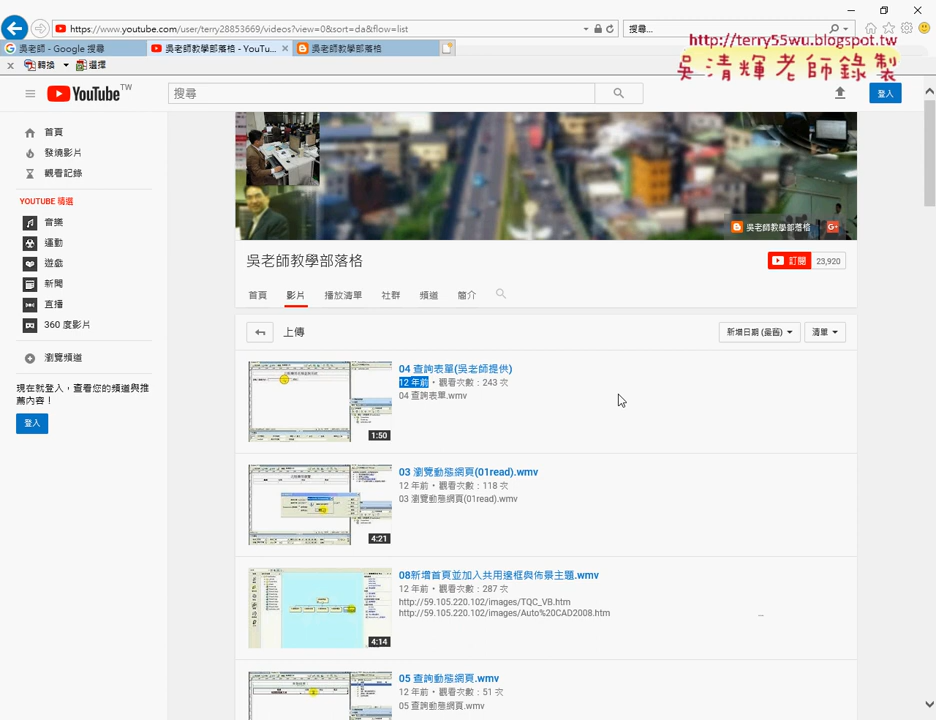 https://www.youtube.com/user/terry28853669/videos?view=0&sort=da&flow=list
搜尋...
吳老師 - Google 搜尋
吳老師教學部落格 - YouTu...
吳老師教學部落格
http://terry55wu.blogspot.tw
吳清輝老師錄製
轉換
選擇
YouTube TW
搜尋
登入
首頁
發燒影片
觀看記錄
YOUTUBE 精選
音樂
運動
遊戲
新聞
直播
360 度影片
瀏覽頻道
現在就登入，查看您的頻道與推
薦內容！
登入
吳老師教學部落格
吳老師教學部落格
訂閱
23,920
首頁
影片
播放清單
社群
頻道
簡介
上傳
新增日期 (最舊)
清單
04 查詢表單(吳老師提供)
12 年前 • 觀看次數：243 次
04 查詢表單.wmv
1:50
03 瀏覽動態網頁(01read).wmv
12 年前 • 觀看次數：118 次
03 瀏覽動態網頁(01read).wmv
4:21
08新增首頁並加入共用邊框與佈景主題.wmv
12 年前 • 觀看次數：287 次
http://59.105.220.102/images/TQC_VB.htm
http://59.105.220.102/images/Auto%20CAD2008.htm
...
4:14
05 查詢動態網頁.wmv
12 年前 • 觀看次數：51 次
05 查詢動態網頁.wmv